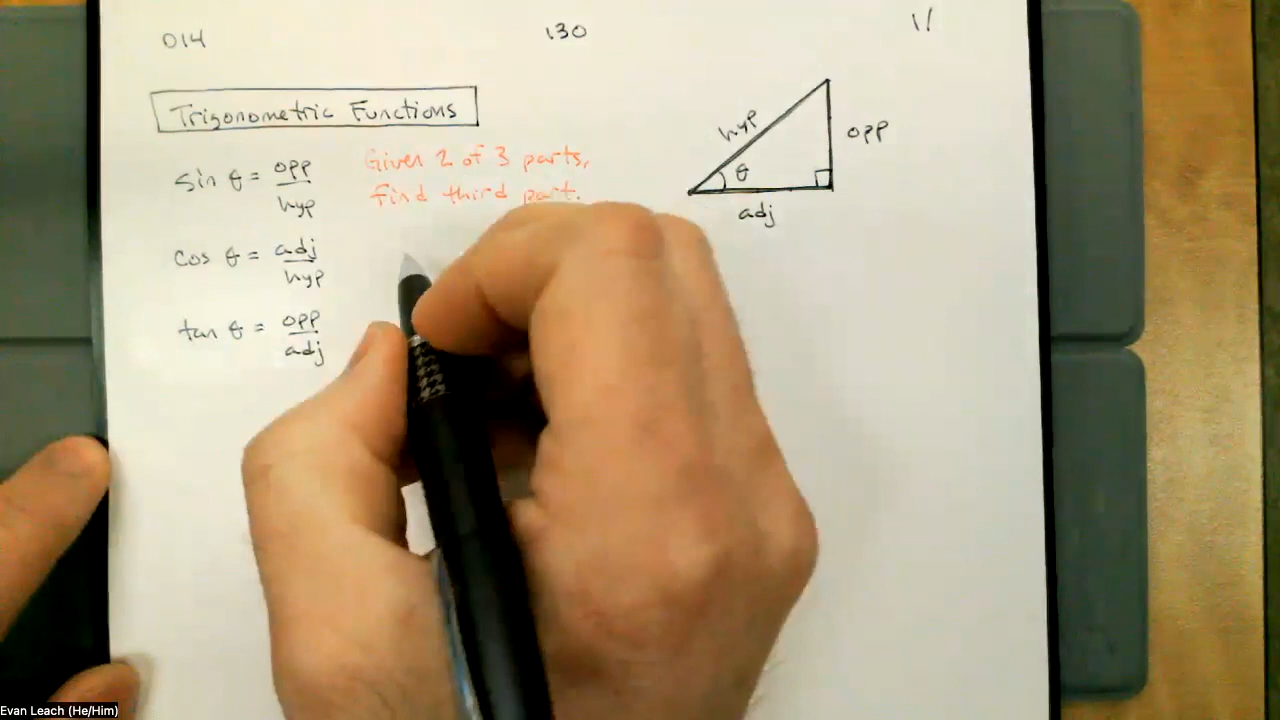 014 130 1/
Trigonometric Functions
sin θ = opp/hyp
Given 2 of 3 parts,
find third part.
cos θ = adj/hyp
tan θ = opp/adj
hyp
opp
θ
adj
Evan Leach (He/Him)